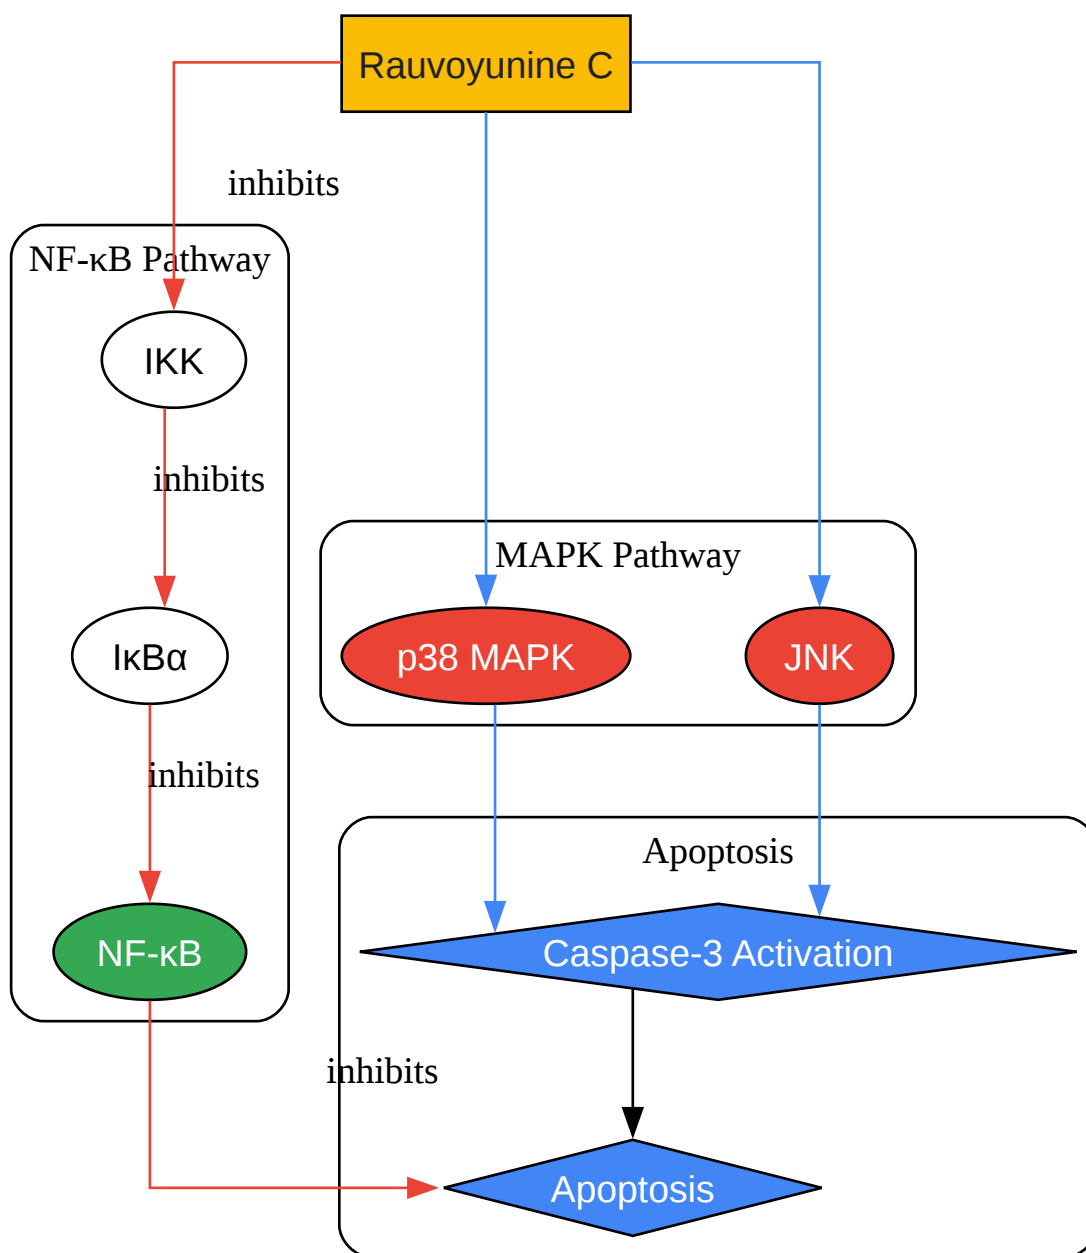 Rauvoyunine C
inhibits
NF-κB Pathway
IKK
inhibits
MAPK Pathway
IκBα
p38 MAPK
JNK
inhibits
Apoptosis
NF-κB
Caspase-3 Activation
inhibits
Apoptosis